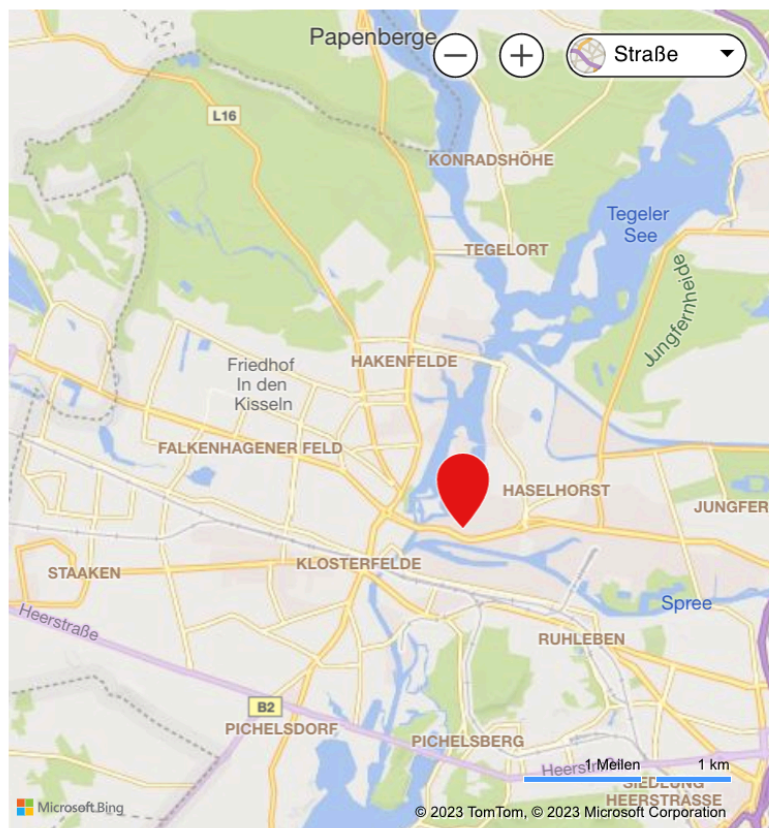 Papenberge
Straße
L16
KONRADSHÖHE
Tegeler
See
TEGELORT
Jungfernheide
HAKENFELDE
Friedhof
In den
Kisseln
FALKENHAGENER FELD
HASELHORST
JUNGFER
KLOSTERFELDE
STAAKEN
Spree
Heerstraße
RUHLEBEN
B2
PICHELSDORF
PICHELSBERG
1 Meilen
1 km
Heerstraße
SIEDLUNG
HEERSTRASSE
Microsoft Bing
© 2023 TomTom, © 2023 Microsoft Corporation